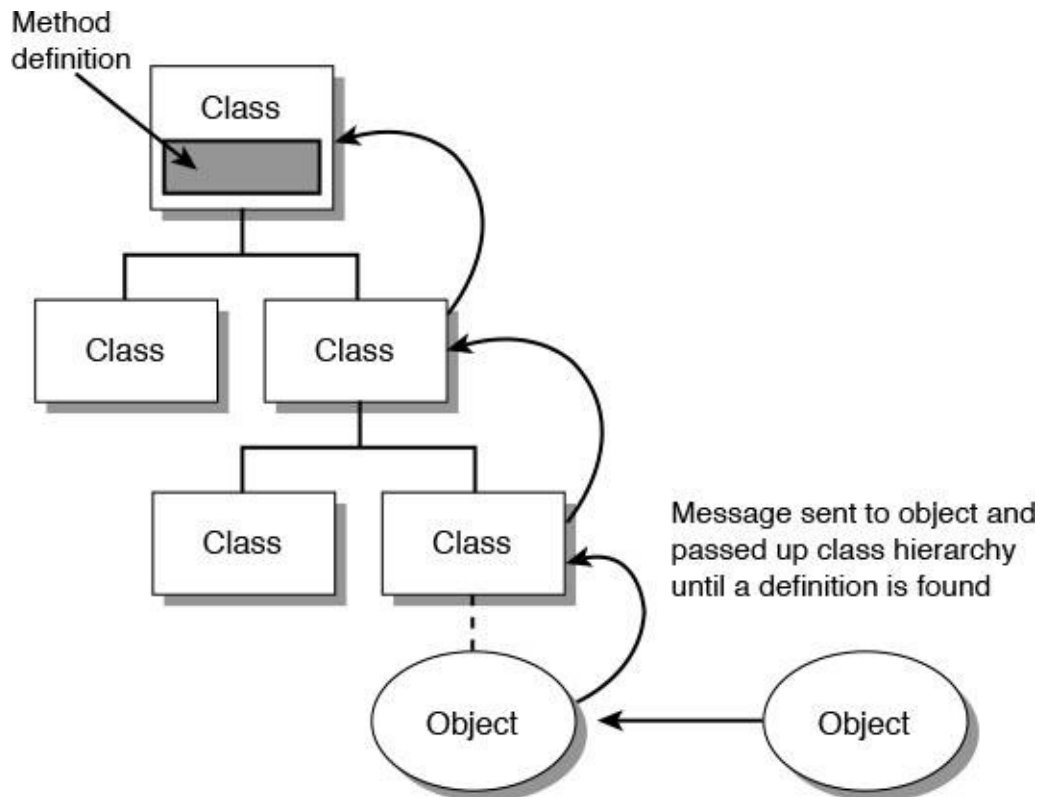 Method
definition
Class
Class
Class
Class
Class
Message sent to object and
passed up class hierarchy
until a definition is found
Object
Object